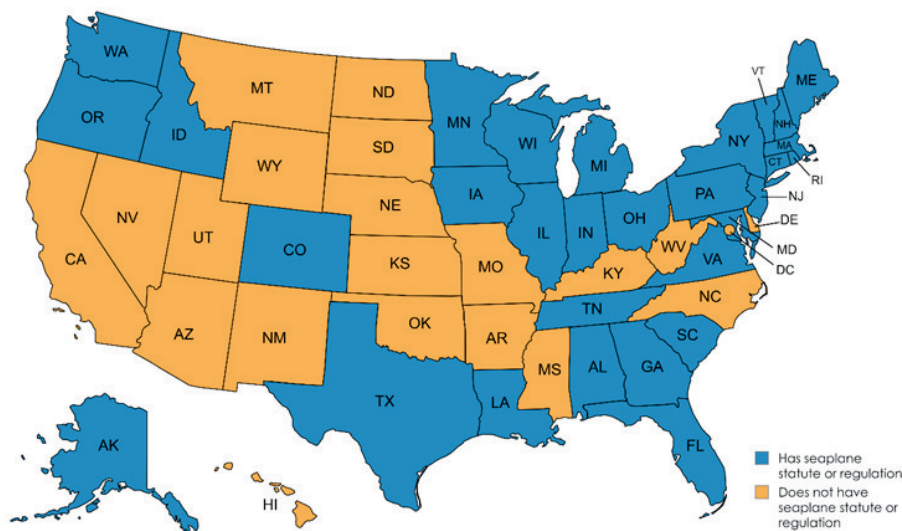 WA
MT
ND
MN
VT
ME
OR
ID
WI
NH
NY
MA
SD
MI
CT
RI
WY
IA
PA
NJ
NE
OH
DE
NV
IL
IN
MD
UT
CO
WV
VA
DC
CA
KS
MO
KY
NC
TN
OK
AZ
NM
AR
SC
MS
AL
GA
TX
LA
AK
FL
HI
Has seaplane
statute or regulation
Does not have
seaplane statute or
regulation